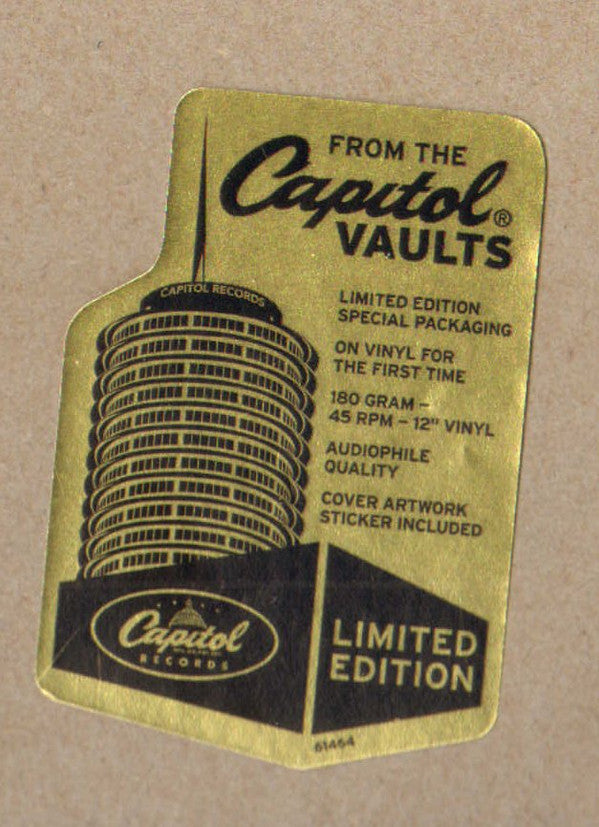 FROM THE
Capitol®
VAULTS
CAPITOL RECORDS
LIMITED EDITION
SPECIAL PACKAGING
ON VINYL FOR
THE FIRST TIME
180 GRAM –
45 RPM – 12" VINYL
AUDIOPHILE
QUALITY
COVER ARTWORK
STICKER INCLUDED
Capitol
RECORDS
LIMITED
EDITION
61464